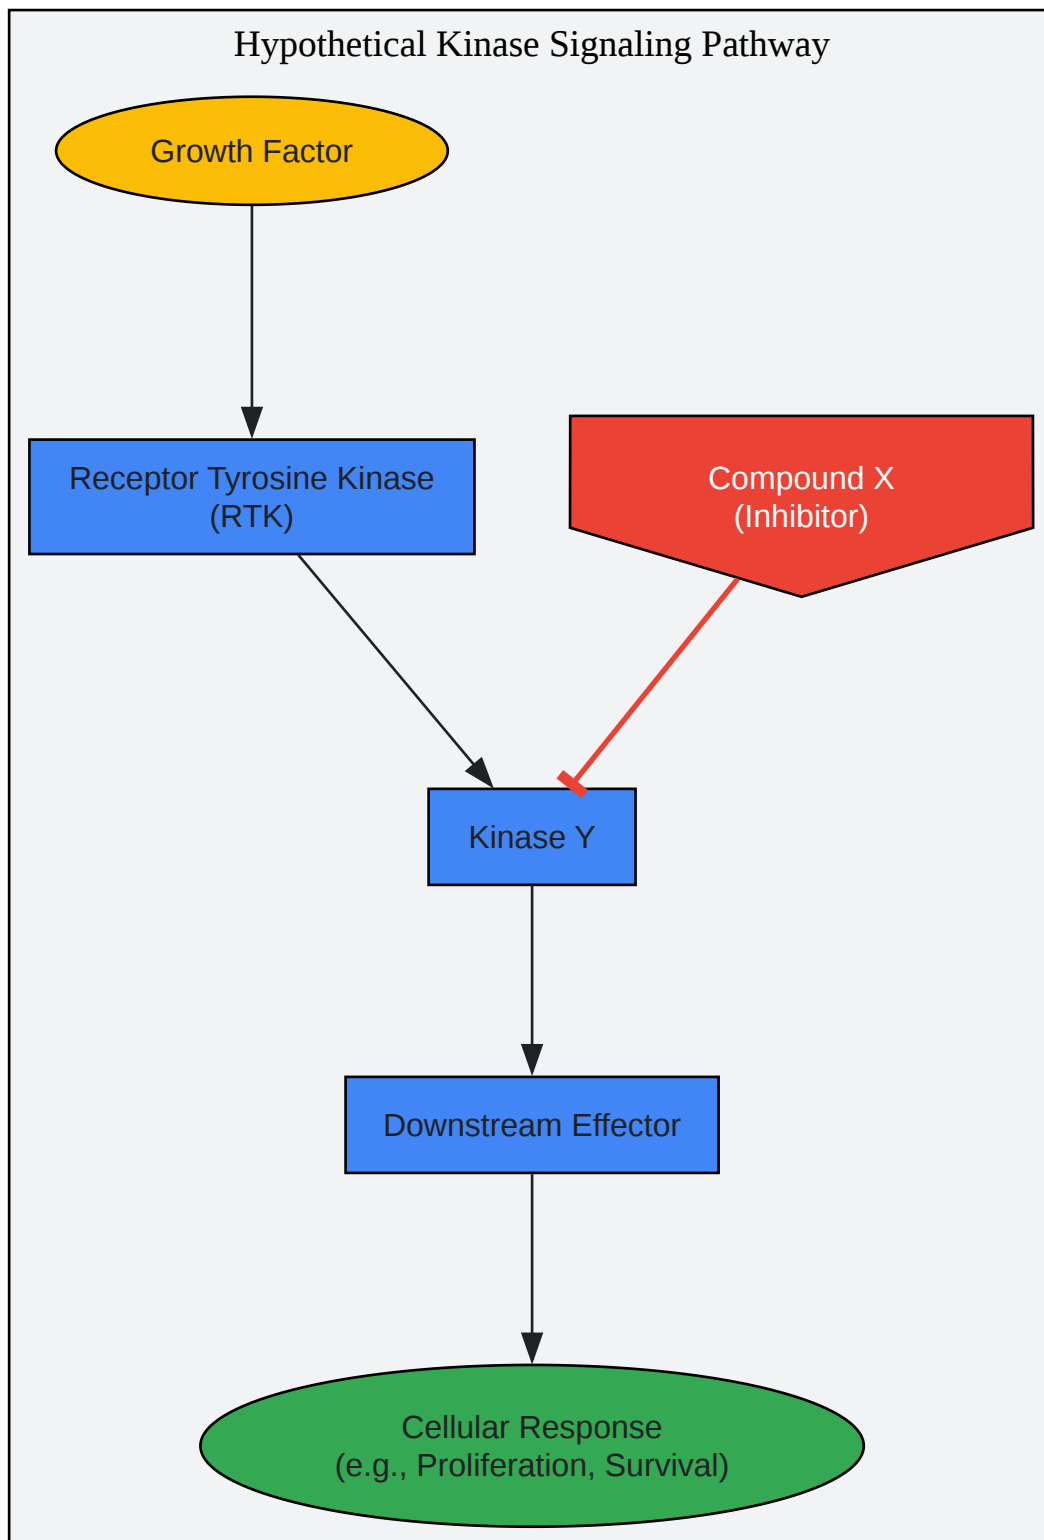 Hypothetical Kinase Signaling Pathway
Growth Factor
Receptor Tyrosine Kinase
(RTK)
Compound X
(Inhibitor)
Kinase Y
Downstream Effector
Cellular Response
(e.g., Proliferation, Survival)